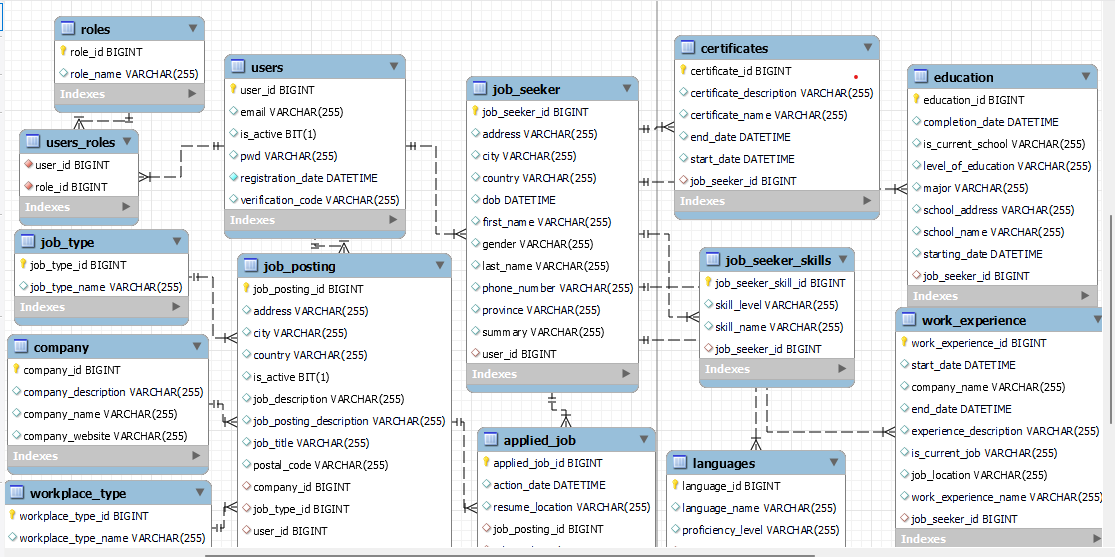 roles
role_id BIGINT
role_name VARCHAR(255)
Indexes
users_roles
user_id BIGINT
role_id BIGINT
Indexes
job_type
job_type_id BIGINT
job_type_name VARCHAR(255)
Indexes
company
company_id BIGINT
company_description VARCHAR(255)
company_name VARCHAR(255)
company_website VARCHAR(255)
Indexes
workplace_type
workplace_type_id BIGINT
workplace_type_name VARCHAR(255)
users
user_id BIGINT
email VARCHAR(255)
is_active BIT(1)
pwd VARCHAR(255)
registration_date DATETIME
verification_code VARCHAR(255)
Indexes
job_posting
job_posting_id BIGINT
address VARCHAR(255)
city VARCHAR(255)
country VARCHAR(255)
is_active BIT(1)
job_description VARCHAR(255)
job_posting_description VARCHAR(255)
job_title VARCHAR(255)
postal_code VARCHAR(255)
company_id BIGINT
job_type_id BIGINT
user_id BIGINT
job_seeker
job_seeker_id BIGINT
address VARCHAR(255)
city VARCHAR(255)
country VARCHAR(255)
dob DATETIME
first_name VARCHAR(255)
gender VARCHAR(255)
last_name VARCHAR(255)
phone_number VARCHAR(255)
province VARCHAR(255)
summary VARCHAR(255)
user_id BIGINT
Indexes
applied_job
applied_job_id BIGINT
action_date DATETIME
resume_location VARCHAR(255)
job_posting_id BIGINT
certificates
certificate_id BIGINT
certificate_description VARCHAR(255)
certificate_name VARCHAR(255)
end_date DATETIME
start_date DATETIME
job_seeker_id BIGINT
Indexes
job_seeker_skills
job_seeker_skill_id BIGINT
skill_level VARCHAR(255)
skill_name VARCHAR(255)
job_seeker_id BIGINT
Indexes
languages
language_id BIGINT
language_name VARCHAR(255)
proficiency_level VARCHAR(255)
education
education_id BIGINT
completion_date DATETIME
is_current_school VARCHAR(255)
level_of_education VARCHAR(255)
major VARCHAR(255)
school_address VARCHAR(255)
school_name VARCHAR(255)
starting_date DATETIME
job_seeker_id BIGINT
Indexes
work_experience
work_experience_id BIGINT
start_date DATETIME
company_name VARCHAR(255)
end_date DATETIME
experience_description VARCHAR(255)
is_current_job VARCHAR(255)
job_location VARCHAR(255)
work_experience_name VARCHAR(255)
job_seeker_id BIGINT
Indexes